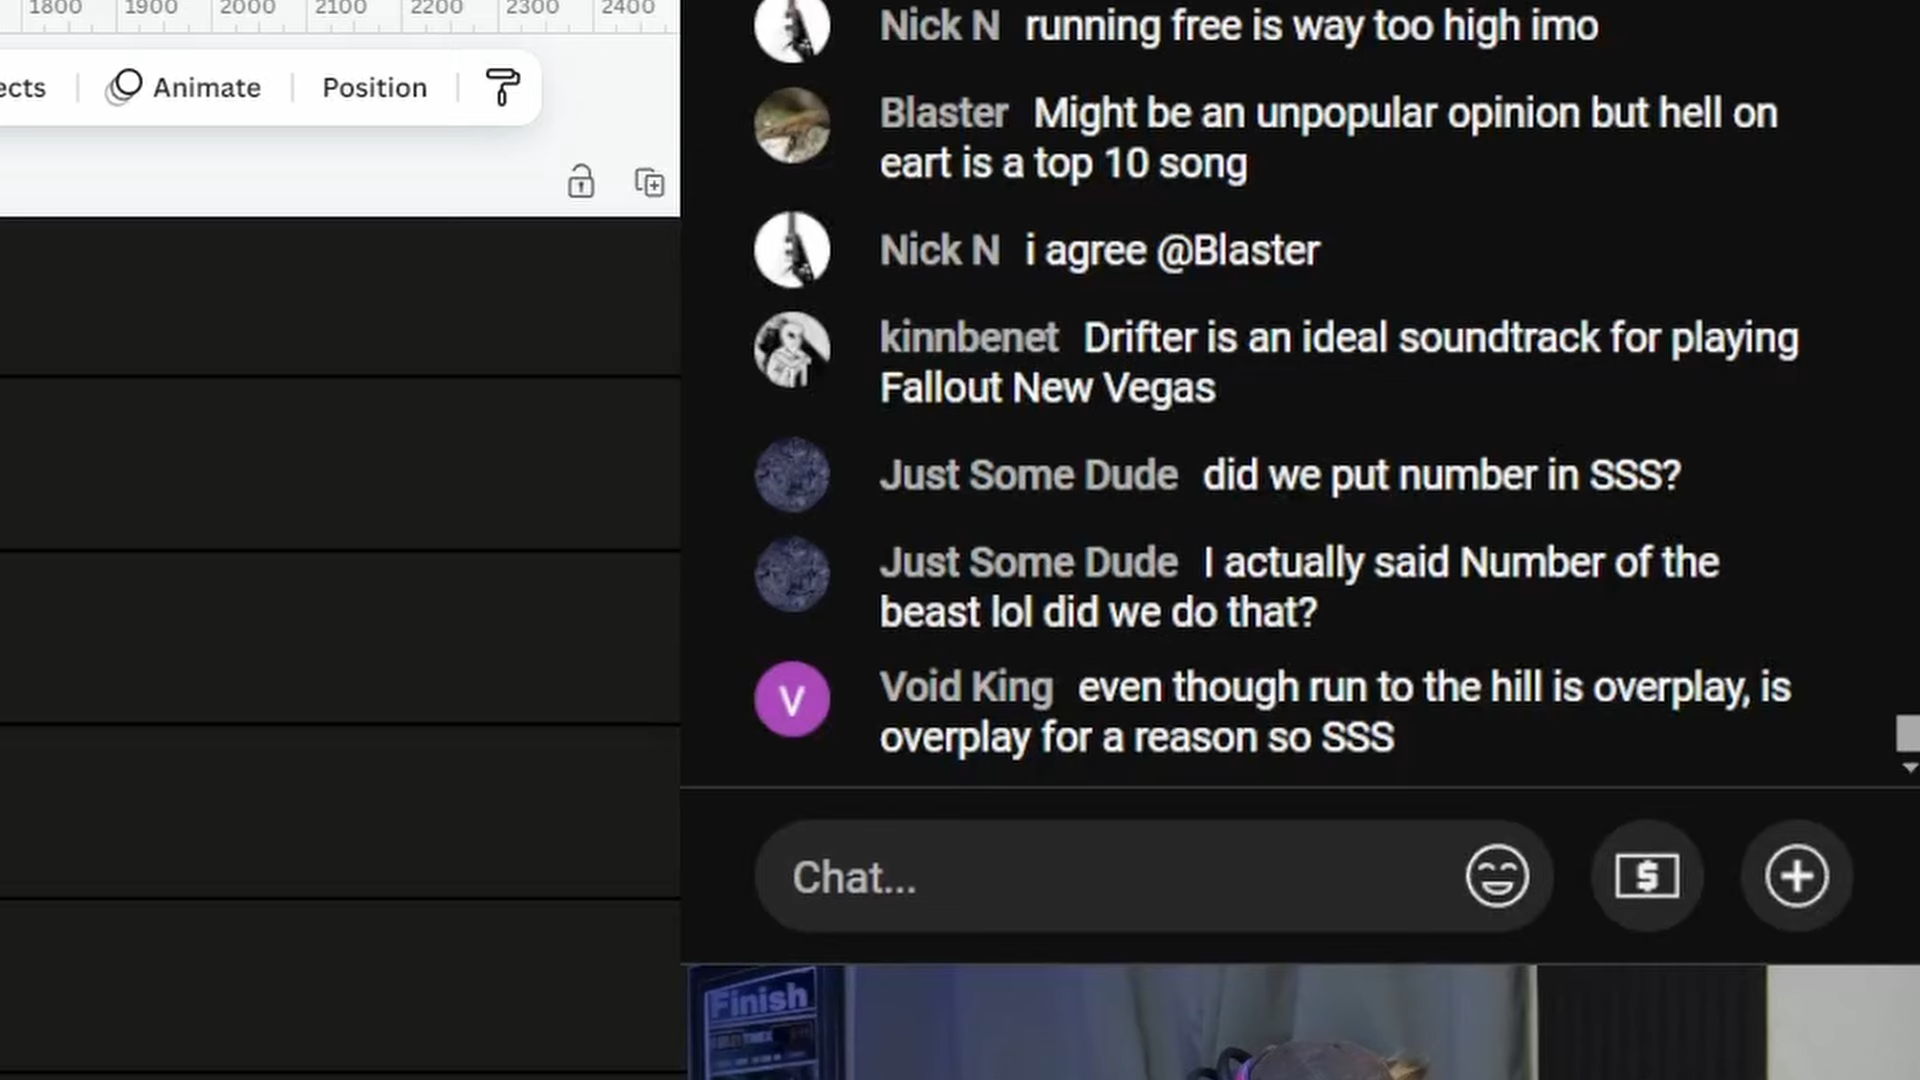 1800 1900 2000 2100 2200 2300 2400
ects Animate Position
Nick N running free is way too high imo
Blaster Might be an unpopular opinion but hell on
eart is a top 10 song
Nick N i agree @Blaster
kinnbenet Drifter is an ideal soundtrack for playing
Fallout New Vegas
Just Some Dude did we put number in SSS?
Just Some Dude I actually said Number of the
beast lol did we do that?
V
Void King even though run to the hill is overplay, is
overplay for a reason so SSS
Chat...
$
Finish